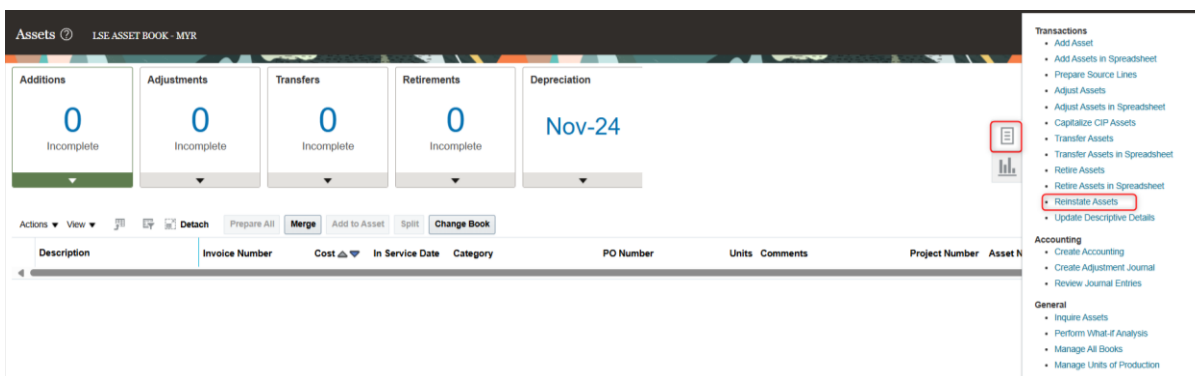 Assets
LSE ASSET BOOK - MYR
Additions
0
Incomplete
Adjustments
0
Incomplete
Transfers
0
Incomplete
Retirements
0
Incomplete
Depreciation
Nov-24
Actions View Detach Prepare All Merge Add to Asset Split Change Book
Description Invoice Number Cost In Service Date Category PO Number Units Comments Project Number Asset N
Transactions
• Add Asset
• Add Assets in Spreadsheet
• Prepare Source Lines
• Adjust Assets
• Adjust Assets in Spreadsheet
• Capitalize CIP Assets
• Transfer Assets
• Transfer Assets in Spreadsheet
• Retire Assets
• Retire Assets in Spreadsheet
• Reinstate Assets
• Update Descriptive Details
Accounting
• Create Accounting
• Create Adjustment Journal
• Review Journal Entries
General
• Inquire Assets
• Perform What-if Analysis
• Manage All Books
• Manage Units of Production